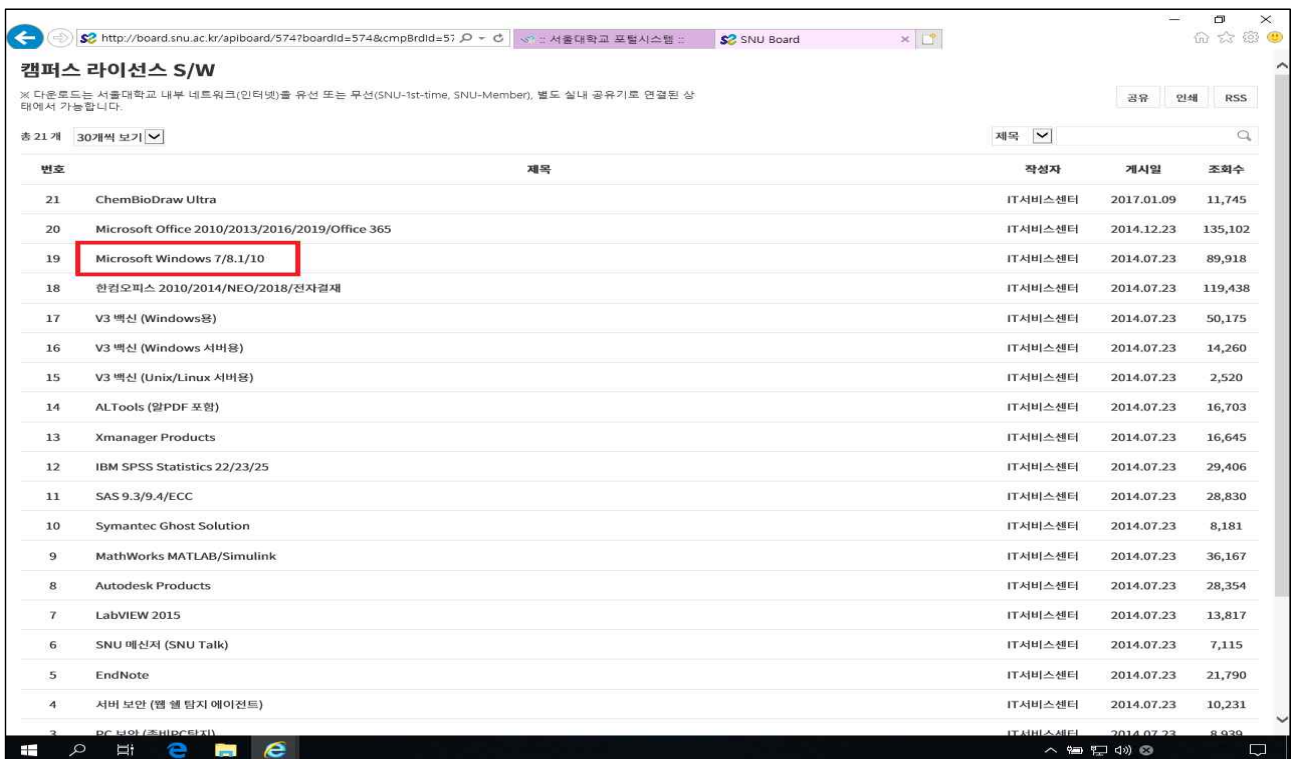 http://board.snu.ac.kr/apiboard/574?boardId=574&cmpBrdId=57
:: 서울대학교 포털시스템 ::
SNU Board
캠퍼스 라이선스 S/W
※ 다운로드는 서울대학교 내부 네트워크(인터넷)을 유선 또는 무선(SNU-1st-time, SNU-Member), 별도 실내 공유기로 연결된 상
태에서 가능합니다.
공유 인쇄 RSS
총 21 개 30개씩 보기 제목
번호 제목 작성자 게시일 조회수
21 ChemBioDraw Ultra IT서비스센터 2017.01.09 11,745
20 Microsoft Office 2010/2013/2016/2019/Office 365 IT서비스센터 2014.12.23 135,102
19 Microsoft Windows 7/8.1/10 IT서비스센터 2014.07.23 89,918
18 한컴오피스 2010/2014/NEO/2018/전자결재 IT서비스센터 2014.07.23 119,438
17 V3 백신 (Windows용) IT서비스센터 2014.07.23 50,175
16 V3 백신 (Windows 서버용) IT서비스센터 2014.07.23 14,260
15 V3 백신 (Unix/Linux 서버용) IT서비스센터 2014.07.23 2,520
14 ALTools (알PDF 포함) IT서비스센터 2014.07.23 16,703
13 Xmanager Products IT서비스센터 2014.07.23 16,645
12 IBM SPSS Statistics 22/23/25 IT서비스센터 2014.07.23 29,406
11 SAS 9.3/9.4/ECC IT서비스센터 2014.07.23 28,830
10 Symantec Ghost Solution IT서비스센터 2014.07.23 8,181
9 MathWorks MATLAB/Simulink IT서비스센터 2014.07.23 36,167
8 Autodesk Products IT서비스센터 2014.07.23 28,354
7 LabVIEW 2015 IT서비스센터 2014.07.23 13,817
6 SNU 메신저 (SNU Talk) IT서비스센터 2014.07.23 7,115
5 EndNote IT서비스센터 2014.07.23 21,790
4 서버 보안 (웹 쉘 탐지 에이전트) IT서비스센터 2014.07.23 10,231
3 PC 보안 (좀비PC탐지) IT서비스센터 2014.07.23 8,939